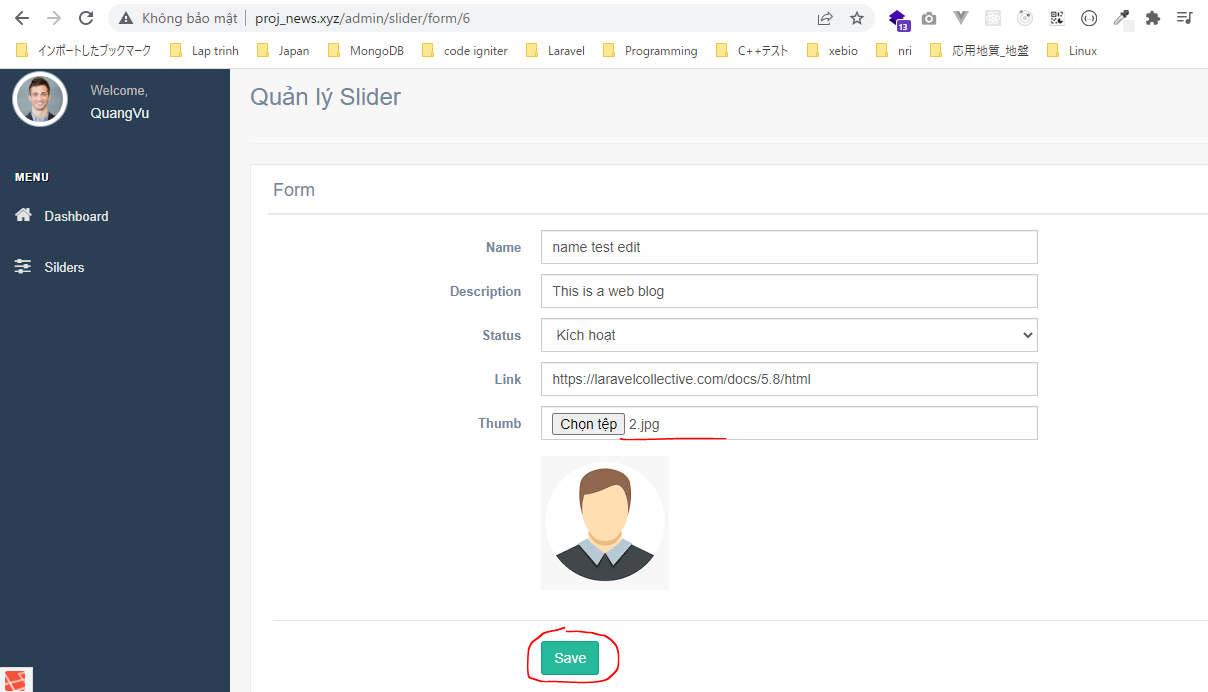 Không bảo mật proj_news.xyz/admin/slider/form/6 13
インポートしたブックマーク Lap trinh Japan MongoDB code igniter Laravel Programming C++テスト xebio nri 応用地質_地盤 Linux
Welcome,
QuangVu
MENU
Dashboard
Silders
Quản lý Slider
Form
Name name test edit
Description This is a web blog
Status Kích hoạt
Link https://laravelcollective.com/docs/5.8/html
Thumb Chọn tệp 2.jpg
Save